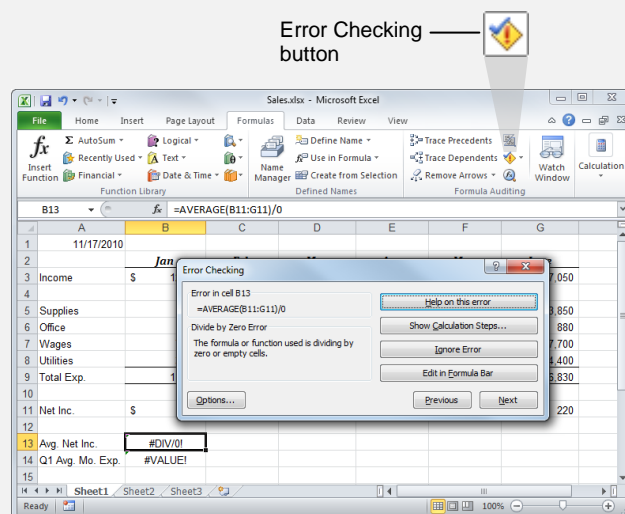 Error Checking
button
Sales.xlsx - Microsoft Excel
File Home Insert Page Layout Formulas Data Review View
Insert Function
Σ AutoSum
Recently Used
Financial
Logical
Text
Date & Time
Function Library
Name Manager
Define Name
Use in Formula
Create from Selection
Defined Names
Trace Precedents
Trace Dependents
Remove Arrows
Formula Auditing
Watch Window
Calculation
B13 fx =AVERAGE(B11:G11)/0
A B C D E F G
1 11/17/2010
2 Jan
3 Income $ 1 7,050
4
5 Supplies 3,850
6 Office 880
7 Wages 7,700
8 Utilities 4,400
9 Total Exp. 1 6,830
10
11 Net Inc. $ 220
12
13 Avg. Net Inc. #DIV/0!
14 Q1 Avg. Mo. Exp. #VALUE!
15
Error Checking
Error in cell B13
=AVERAGE(B11:G11)/0
Divide by Zero Error
The formula or function used is dividing by
zero or empty cells.
Help on this error
Show Calculation Steps...
Ignore Error
Edit in Formula Bar
Options... Previous Next
Sheet1 Sheet2 Sheet3
Ready 100%